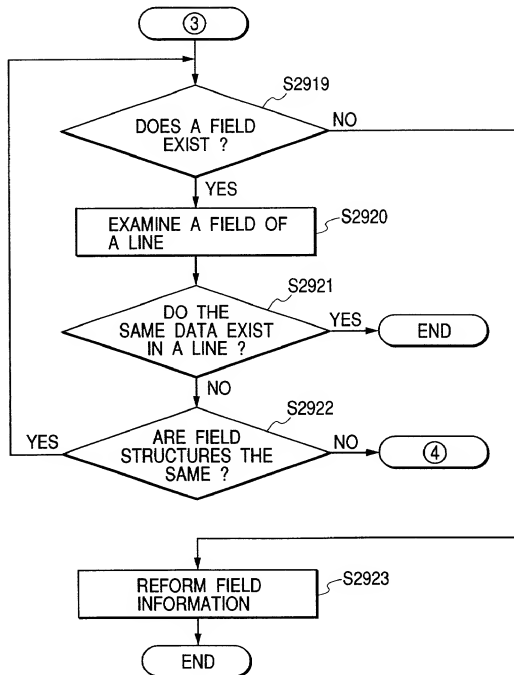 ③
S2919
DOES A FIELD
EXIST ?
NO
YES
EXAMINE A FIELD OF
A LINE
S2920
S2921
DO THE
SAME DATA EXIST
IN A LINE ?
YES
END
NO
S2922
YES
ARE FIELD
STRUCTURES THE
SAME ?
NO
④
REFORM FIELD
INFORMATION
S2923
END